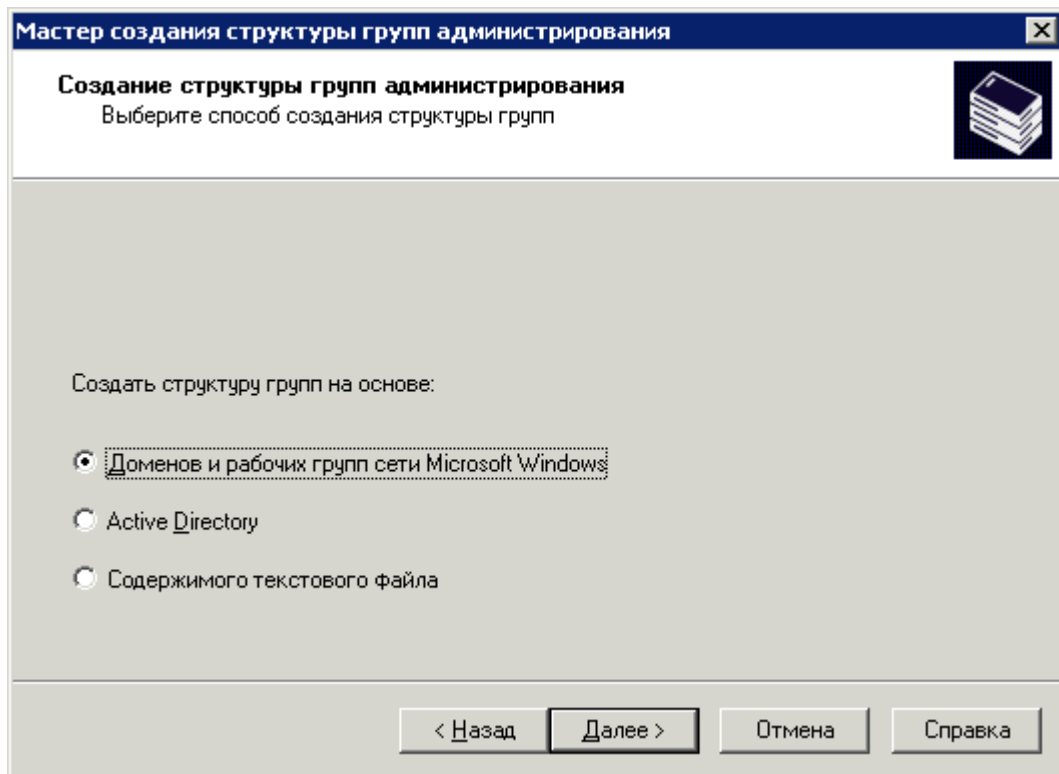 Мастер создания структуры групп администрирования
Создание структуры групп администрирования
Выберите способ создания структуры групп
Создать структуру групп на основе:
Доменов и рабочих групп сети Microsoft Windows
Active Directory
Содержимого текстового файла
< Назад Далее > Отмена Справка